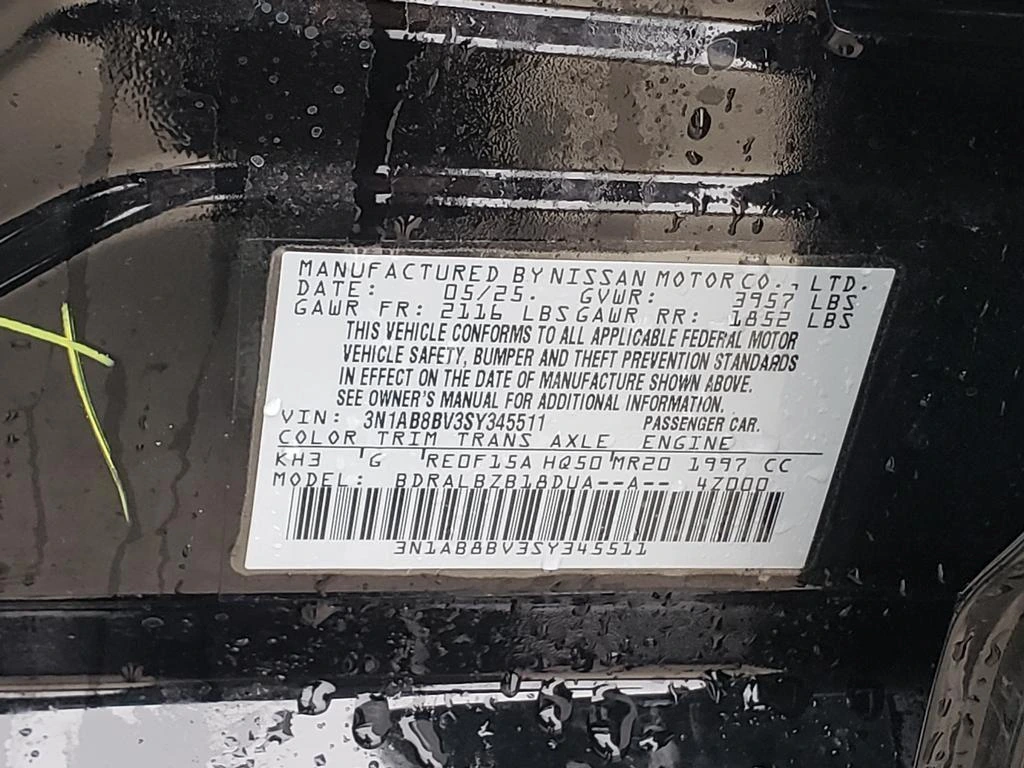 MANUFACTURED BY NISSAN MOTOR CO., LTD.
DATE: 05/25. GVWR: 3957 LBS
GAWR FR: 2116 LBS GAWR RR: 1852 LBS
THIS VEHICLE CONFORMS TO ALL APPLICABLE FEDERAL MOTOR
VEHICLE SAFETY, BUMPER AND THEFT PREVENTION STANDARDS
IN EFFECT ON THE DATE OF MANUFACTURE SHOWN ABOVE.
SEE OWNER'S MANUAL FOR ADDITIONAL INFORMATION.
VIN: 3N1AB8BV3SY345511 PASSENGER CAR.
COLOR TRIM TRANS AXLE ENGINE
KH3 G RE0F15A HQ50 MR20 1997 CC
MODEL: BDRALBZB18DUA--A-- 47000
3N1AB8BV3SY345511